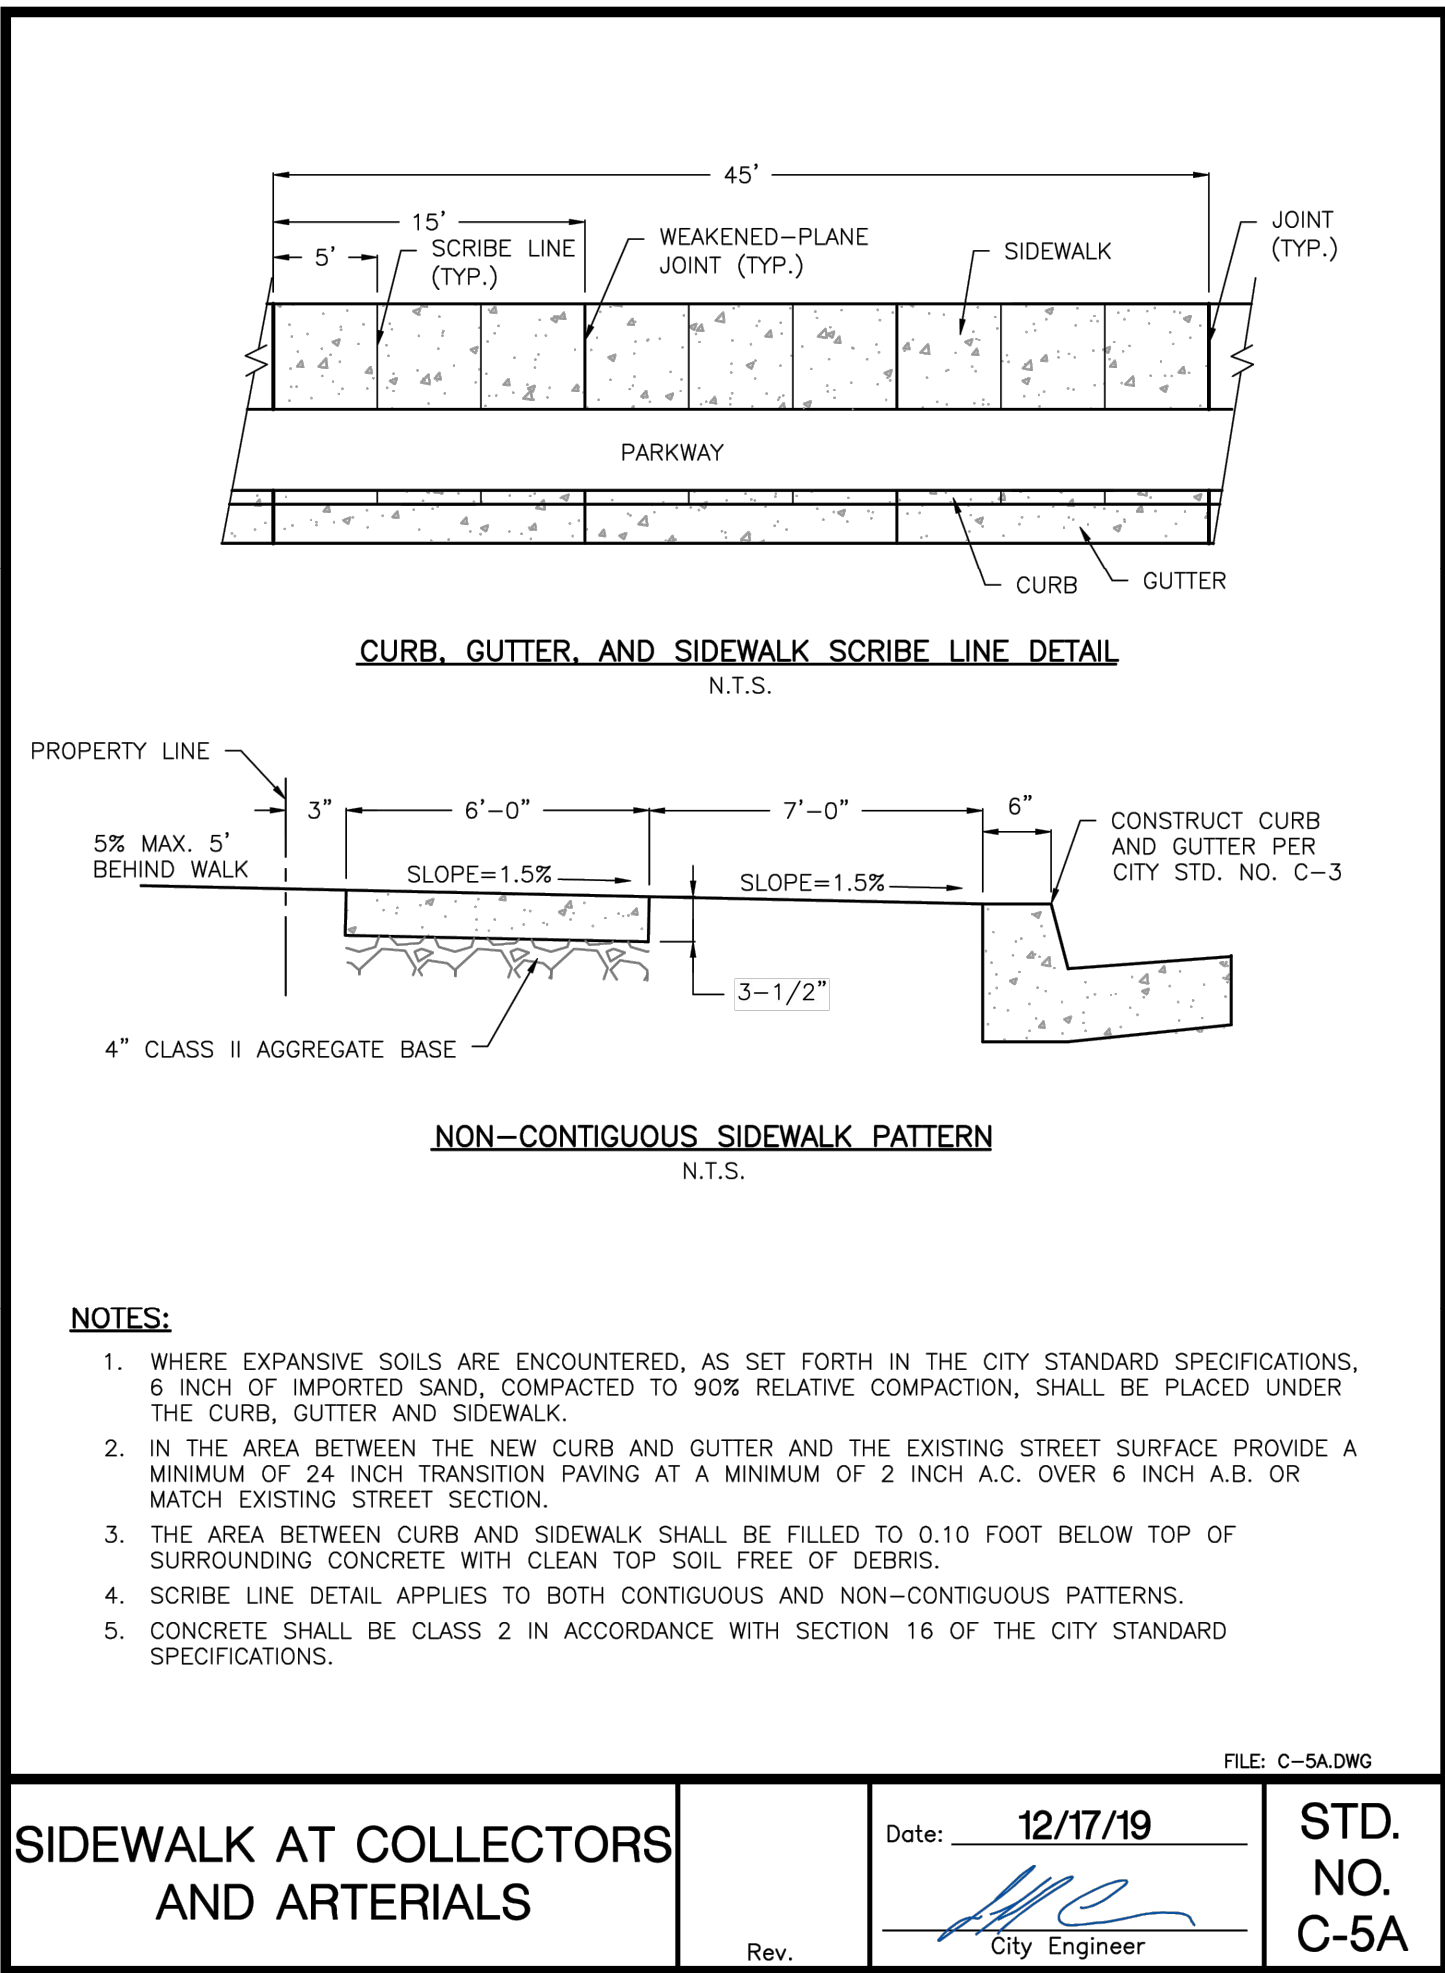 45'
15'
5'
SCRIBE LINE
(TYP.)
WEAKENED-PLANE
JOINT (TYP.)
SIDEWALK
JOINT
(TYP.)
PARKWAY
CURB
GUTTER
CURB, GUTTER, AND SIDEWALK SCRIBE LINE DETAIL
N.T.S.
PROPERTY LINE
3"
6'-0"
7'-0"
6"
CONSTRUCT CURB
AND GUTTER PER
CITY STD. NO. C-3
5% MAX. 5'
BEHIND WALK
SLOPE=1.5%
SLOPE=1.5%
3-1/2"
4" CLASS II AGGREGATE BASE
NON-CONTIGUOUS SIDEWALK PATTERN
N.T.S.
NOTES:
1. WHERE EXPANSIVE SOILS ARE ENCOUNTERED, AS SET FORTH IN THE CITY STANDARD SPECIFICATIONS,
6 INCH OF IMPORTED SAND, COMPACTED TO 90% RELATIVE COMPACTION, SHALL BE PLACED UNDER
THE CURB, GUTTER AND SIDEWALK.
2. IN THE AREA BETWEEN THE NEW CURB AND GUTTER AND THE EXISTING STREET SURFACE PROVIDE A
MINIMUM OF 24 INCH TRANSITION PAVING AT A MINIMUM OF 2 INCH A.C. OVER 6 INCH A.B. OR
MATCH EXISTING STREET SECTION.
3. THE AREA BETWEEN CURB AND SIDEWALK SHALL BE FILLED TO 0.10 FOOT BELOW TOP OF
SURROUNDING CONCRETE WITH CLEAN TOP SOIL FREE OF DEBRIS.
4. SCRIBE LINE DETAIL APPLIES TO BOTH CONTIGUOUS AND NON-CONTIGUOUS PATTERNS.
5. CONCRETE SHALL BE CLASS 2 IN ACCORDANCE WITH SECTION 16 OF THE CITY STANDARD
SPECIFICATIONS.
FILE: C-5A.DWG
SIDEWALK AT COLLECTORS
AND ARTERIALS
Rev.
Date: 12/17/19
City Engineer
STD.
NO.
C-5A